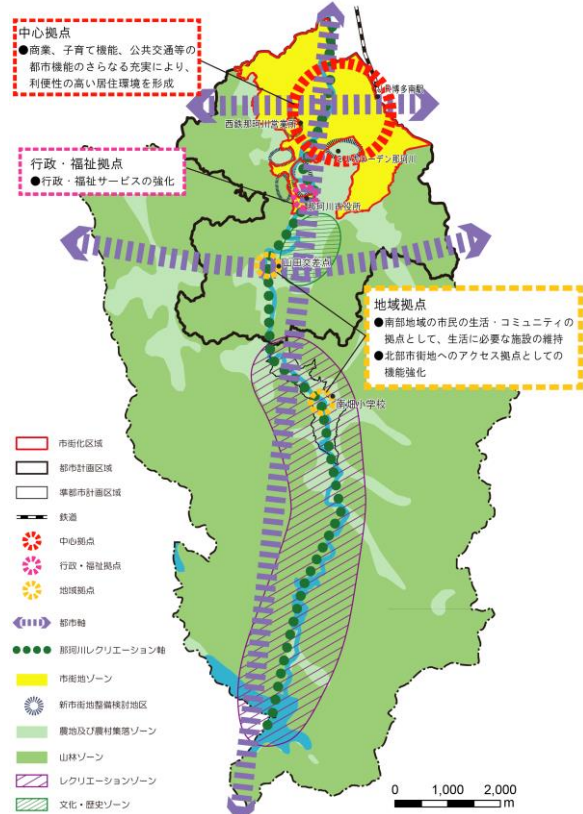 中心拠点
●商業、子育て機能、公共交通等の
都市機能のさらなる充実により、
利便性の高い居住環境を形成
JR博多南駅
西鉄那珂川営業所
行政・福祉拠点
●行政・福祉サービスの強化
那珂川市役所
山田交差点
地域拠点
●南部地域の市民の生活・コミュニティの
拠点として、生活に必要な施設の維持
●北部市街地へのアクセス拠点としての
機能強化
南畑小学校
市街化区域
都市計画区域
準都市計画区域
鉄道
中心拠点
行政・福祉拠点
地域拠点
都市軸
那珂川レクリエーション軸
市街地ゾーン
新市街地整備検討地区
農地及び農村集落ゾーン
山林ゾーン
レクリエーションゾーン
文化・歴史ゾーン
0 1,000 2,000
m